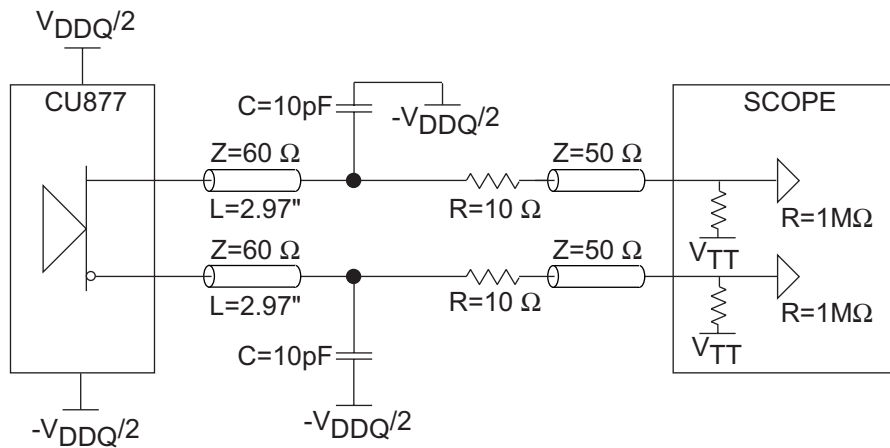 VDDQ/2
CU877
C=10pF
-VDDQ/2
SCOPE
Z=60 Ω
Z=50 Ω
L=2.97"
R=10 Ω
VTT
R=1MΩ
Z=60 Ω
Z=50 Ω
L=2.97"
R=10 Ω
VTT
R=1MΩ
C=10pF
-VDDQ/2
-VDDQ/2